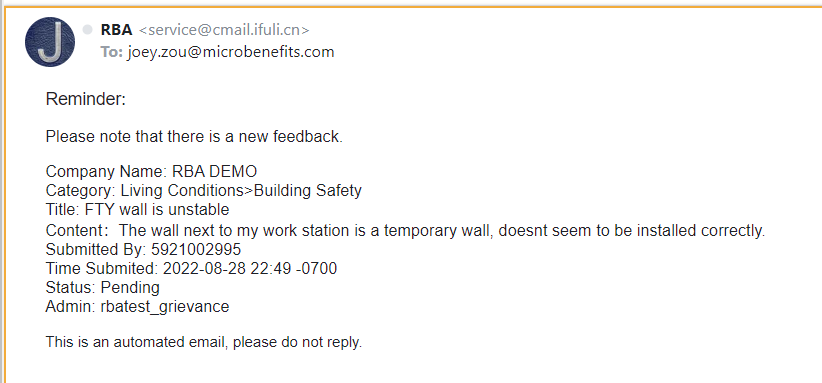 J
RBA <service@cmail.ifuli.cn>
To: joey.zou@microbenefits.com
Reminder:
Please note that there is a new feedback.
Company Name: RBA DEMO
Category: Living Conditions>Building Safety
Title: FTY wall is unstable
Content：The wall next to my work station is a temporary wall, doesnt seem to be installed correctly.
Submitted By: 5921002995
Time Submited: 2022-08-28 22:49 -0700
Status: Pending
Admin: rbatest_grievance
This is an automated email, please do not reply.